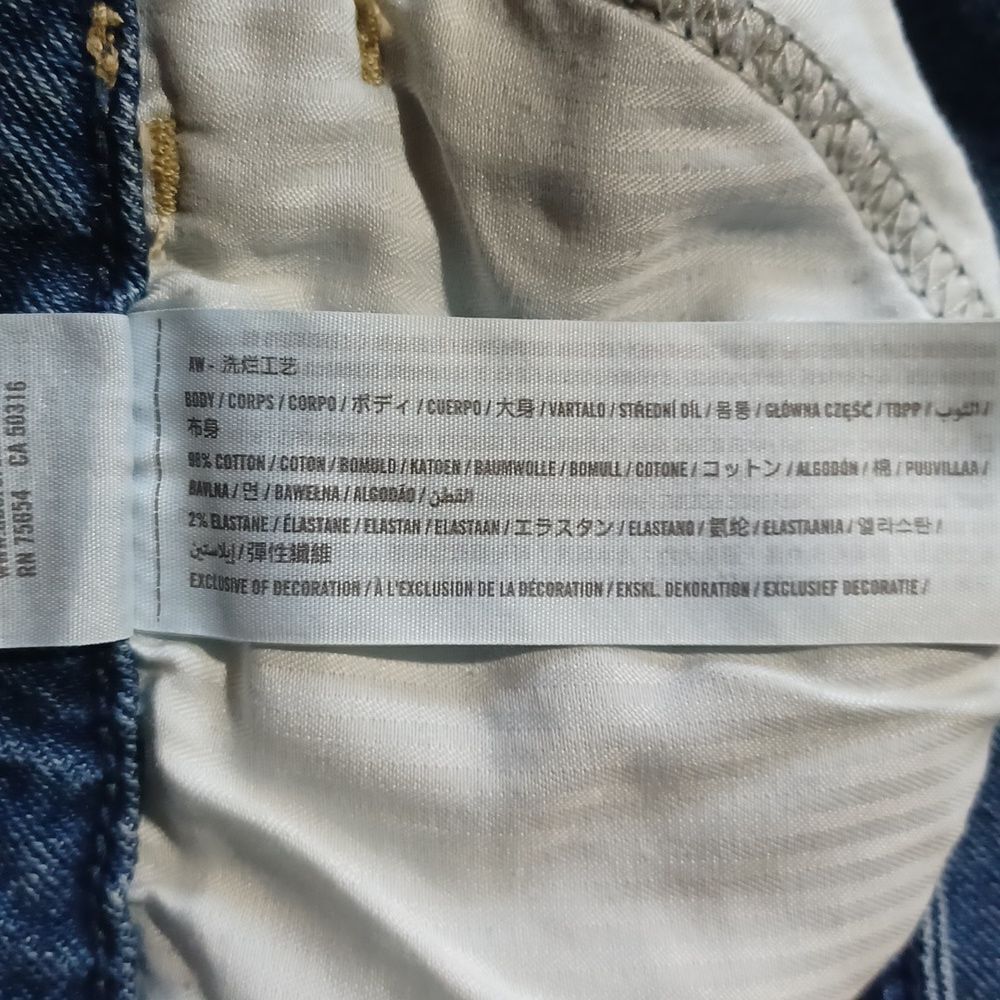 RN 75654 CA 50316
AW - 洗烂工艺
BODY / CORPS / CORPO / ボディ / CUERPO / 大身 / VARTALO / STŘEDNÍ DÍL / 몸통 / GŁÓWNA CZĘŚĆ / TOPP / الثوب /
布身
98% COTTON / COTON / BOMULD / KATOEN / BAUMWOLLE / BOMULL / COTONE / コットン / ALGODÓN / 棉 / PUUVILLAA /
BAVLNA / 면 / BAWEŁNA / ALGODÃO / القطن
2% ELASTANE / ÉLASTANE / ELASTAN / ELASTAAN / エラスタン / ELASTANO / 氨纶 / ELASTAANIA / 엘라스탄 /
إيلاستين / 彈性纖維
EXCLUSIVE OF DECORATION / À L'EXCLUSION DE LA DÉCORATION / EKSKL. DEKORATION / EXCLUSIEF DECORATIE /